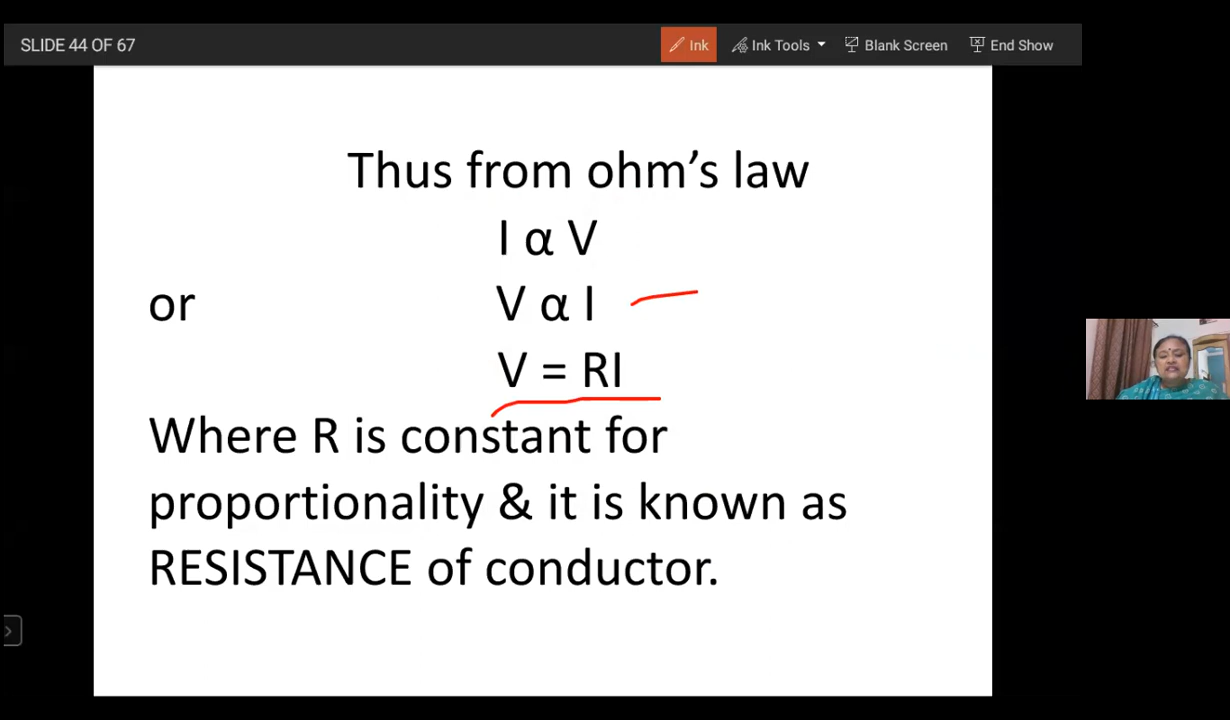 SLIDE 44 OF 67
Ink Ink Tools Blank Screen End Show
Thus from ohm’s law
I α V
or V α I
V = RI
Where R is constant for
proportionality & it is known as
RESISTANCE of conductor.